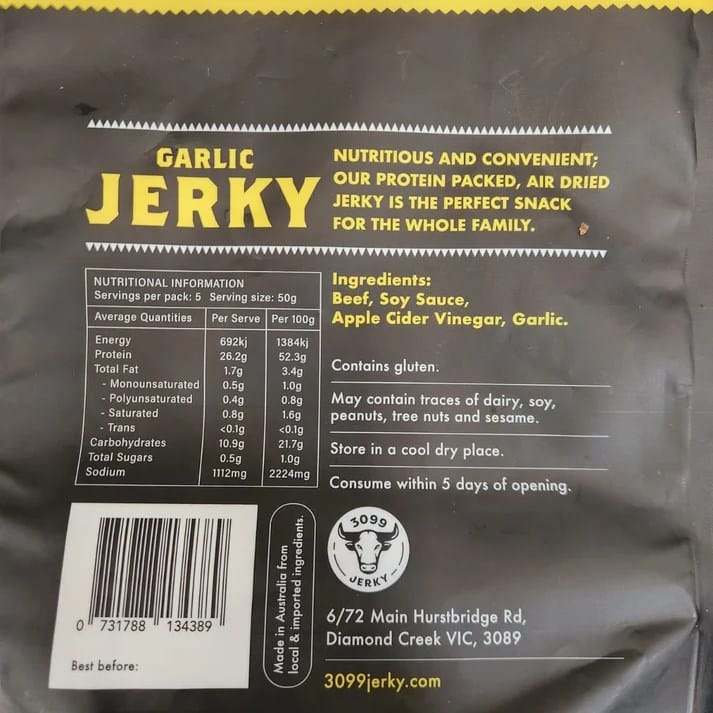 GARLIC
JERKY
NUTRITIOUS AND CONVENIENT;
OUR PROTEIN PACKED, AIR DRIED
JERKY IS THE PERFECT SNACK
FOR THE WHOLE FAMILY.
NUTRITIONAL INFORMATION
Servings per pack: 5 Serving size: 50g
Average Quantities Per Serve Per 100g
Energy 692kj 1384kj
Protein 26.2g 52.3g
Total Fat 1.7g 3.4g
- Monounsaturated 0.5g 1.0g
- Polyunsaturated 0.4g 0.8g
- Saturated 0.8g 1.6g
- Trans <0.1g <0.1g
Carbohydrates 10.9g 21.7g
Total Sugars 0.5g 1.0g
Sodium 1112mg 2224mg
Ingredients:
Beef, Soy Sauce,
Apple Cider Vinegar, Garlic.
Contains gluten.
May contain traces of dairy, soy,
peanuts, tree nuts and sesame.
Store in a cool dry place.
Consume within 5 days of opening.
0 731788 134389
Best before:
Made in Australia from
local & imported ingredients.
3099
JERKY
6/72 Main Hurstbridge Rd,
Diamond Creek VIC, 3089
3099jerky.com